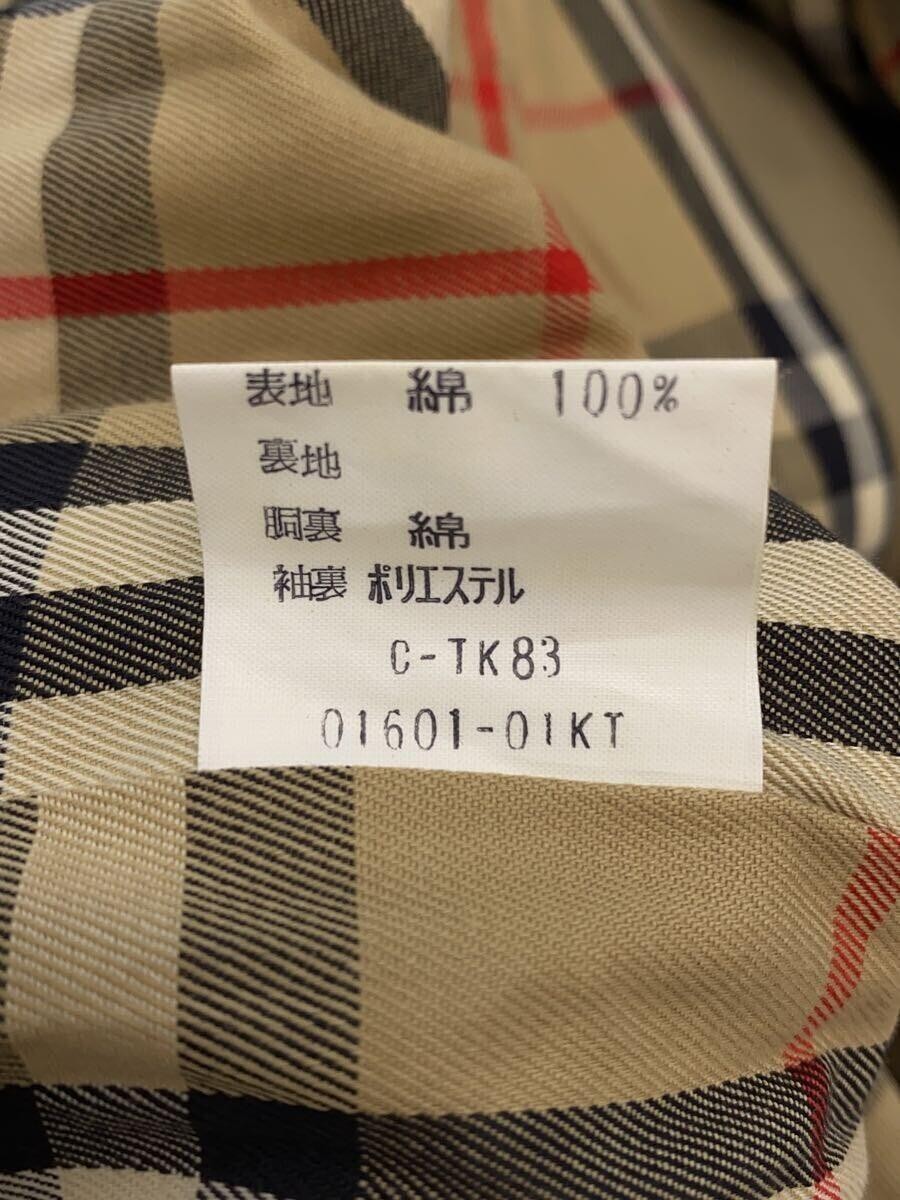 表地 綿 100%
裏地
胴裏 綿
袖裏 ポリエステル
C-TK83
01601-01KT